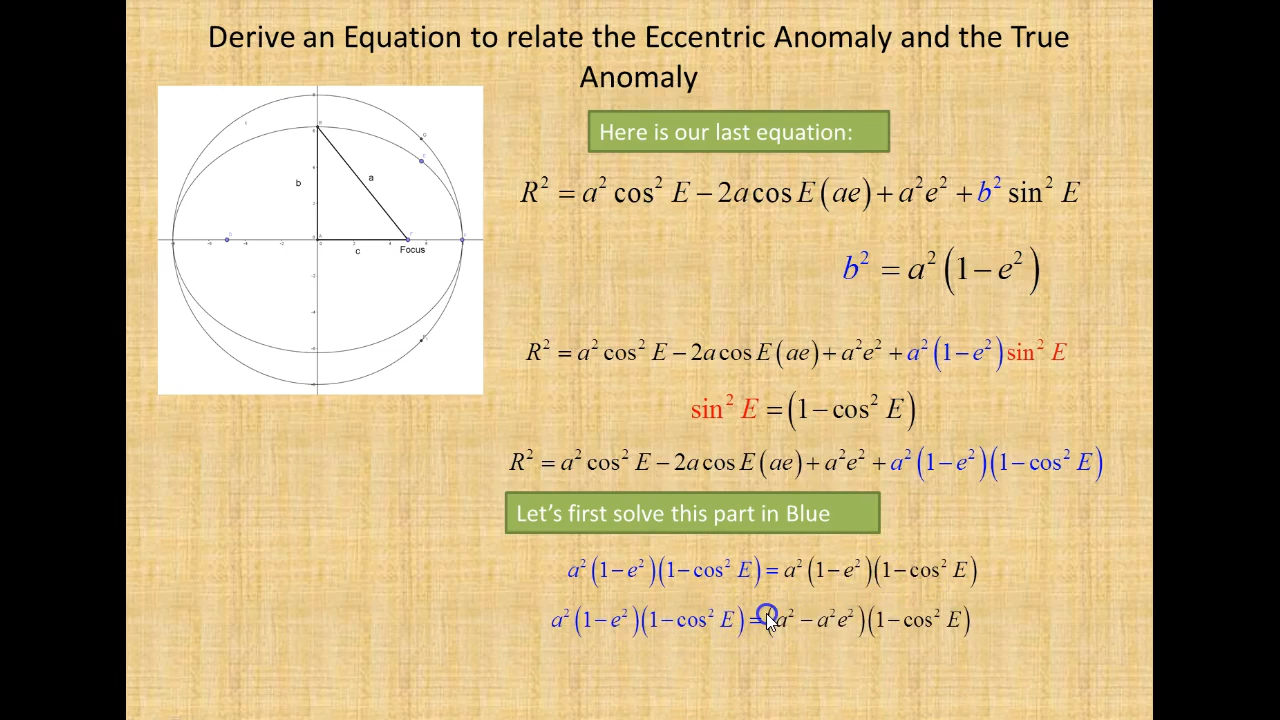 Derive an Equation to relate the Eccentric Anomaly and the True
Anomaly
Here is our last equation:
R² = a² cos² E − 2a cos E (ae) + a²e² + b² sin² E
b² = a² (1 − e²)
R² = a² cos² E − 2a cos E (ae) + a²e² + a² (1 − e²) sin² E
sin² E = (1 − cos² E)
R² = a² cos² E − 2a cos E (ae) + a²e² + a² (1 − e²)(1 − cos² E)
Let's first solve this part in Blue
a² (1 − e²)(1 − cos² E) = a² (1 − e²)(1 − cos² E)
a² (1 − e²)(1 − cos² E) = (a² − a²e²)(1 − cos² E)
b
a
c
Focus